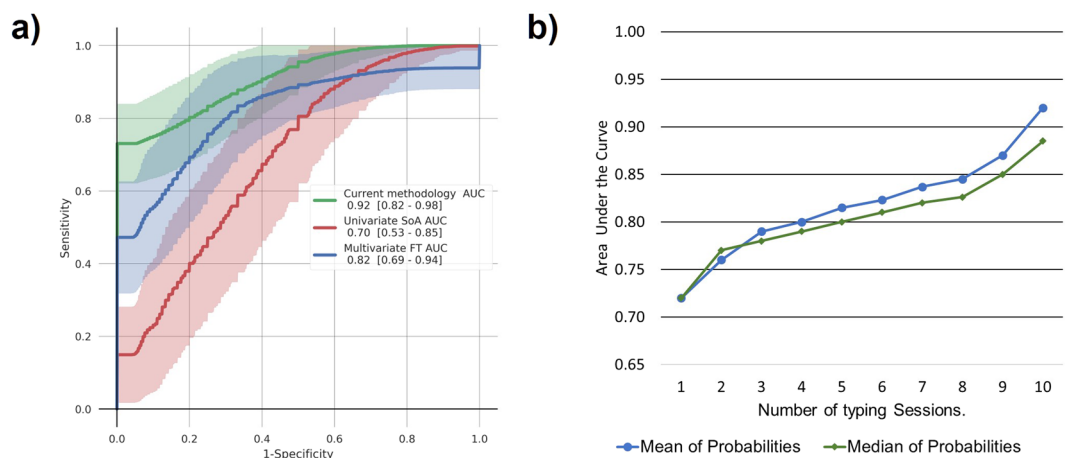 a)
1.0
0.8
0.6
0.4
0.2
0.0
Sensitivity
0.0 0.2 0.4 0.6 0.8 1.0
1-Specificity
Current methodology AUC
0.92 [0.82 - 0.98]
Univariate SoA AUC
0.70 [0.53 - 0.85]
Multivariate FT AUC
0.82 [0.69 - 0.94]
b)
1.00
0.95
0.90
0.85
0.80
0.75
0.70
0.65
Area Under the Curve
1 2 3 4 5 6 7 8 9 10
Number of typing Sessions.
Mean of Probabilities Median of Probabilities